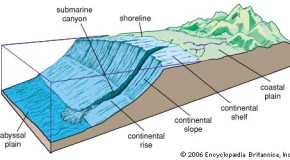 submarine
canyon
shoreline
coastal
plain
continental
shelf
continental
slope
continental
rise
abyssal
plain
© 2006 Encyclopædia Britannica, Inc